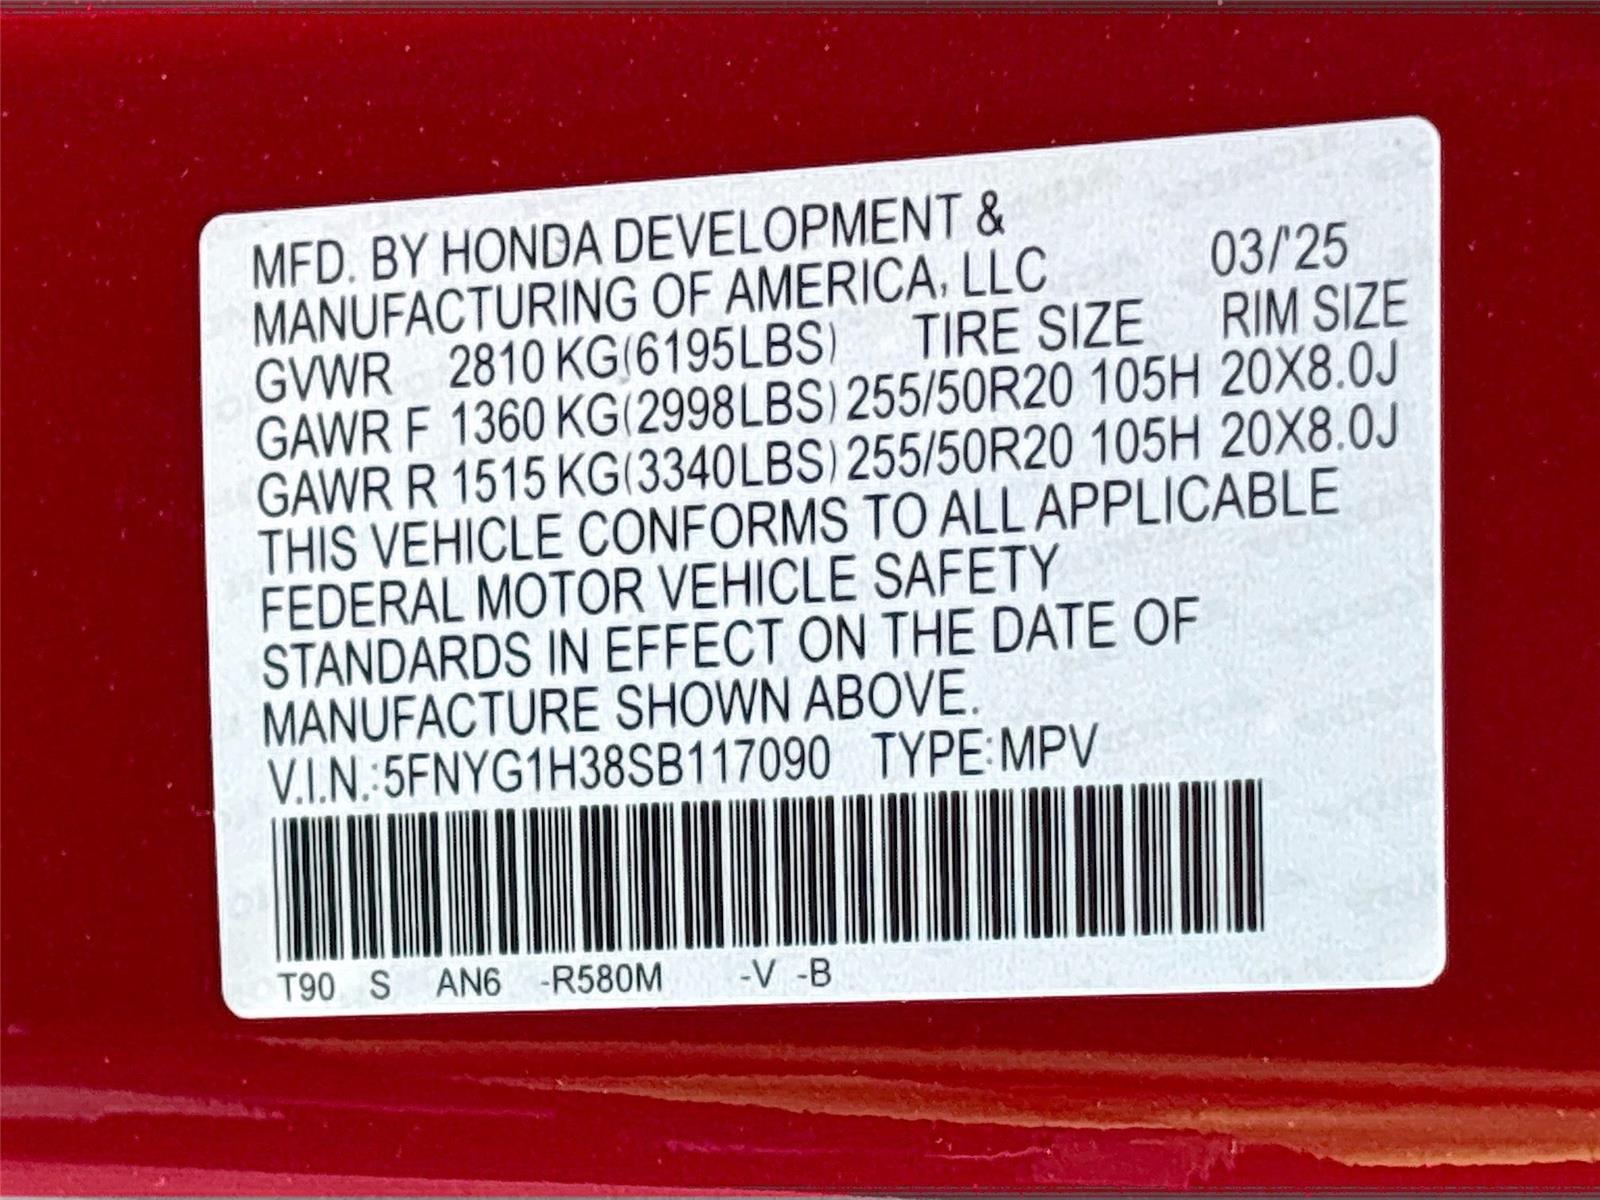 MFD. BY HONDA DEVELOPMENT &
MANUFACTURING OF AMERICA, LLC 03/'25
GVWR 2810 KG(6195LBS) TIRE SIZE RIM SIZE
GAWR F 1360 KG(2998LBS) 255/50R20 105H 20X8.0J
GAWR R 1515 KG(3340LBS) 255/50R20 105H 20X8.0J
THIS VEHICLE CONFORMS TO ALL APPLICABLE
FEDERAL MOTOR VEHICLE SAFETY
STANDARDS IN EFFECT ON THE DATE OF
MANUFACTURE SHOWN ABOVE.
V.I.N.:5FNYG1H38SB117090 TYPE:MPV
T90 S AN6 -R580M -V -B